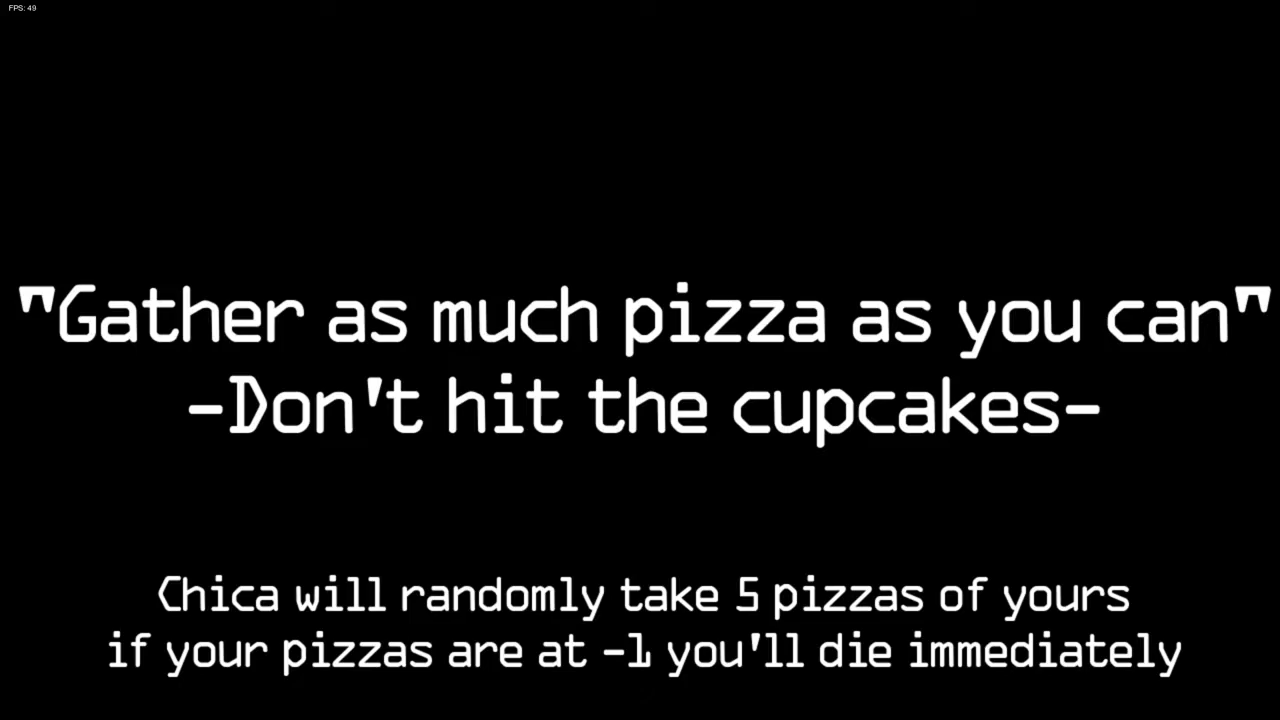 FPS: 49
"Gather as much pizza as you can"
-Don't hit the cupcakes-
Chica will randomly take 5 pizzas of yours
if your pizzas are at -1 you'll die immediately